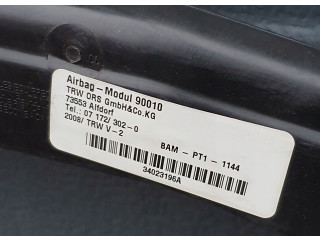 Airbag-Modul 90010
TRW ORS GmbH&Co.KG
73553 Alfdorf
Tel.: 07 172/ 302-0
2008/ TRW V-2
BAM - PT1 - 1144
34023196A